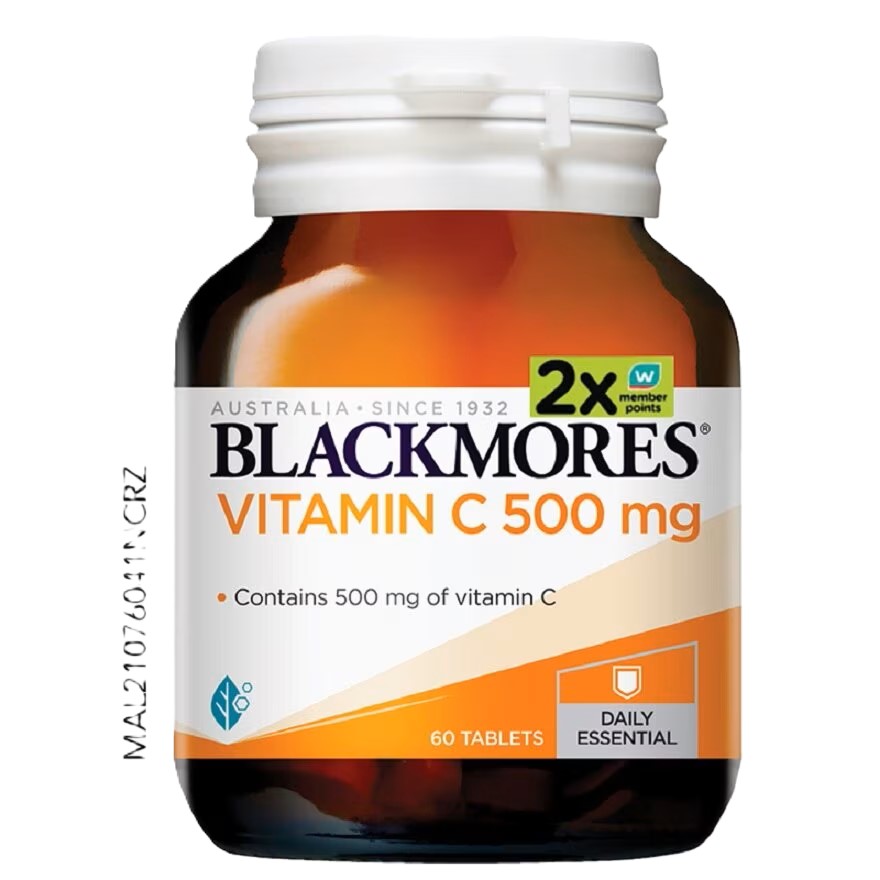 AUSTRALIA • SINCE 1932
2x
W
member
points
BLACKMORES®
VITAMIN C 500 mg
• Contains 500 mg of vitamin C
60 TABLETS
DAILY
ESSENTIAL